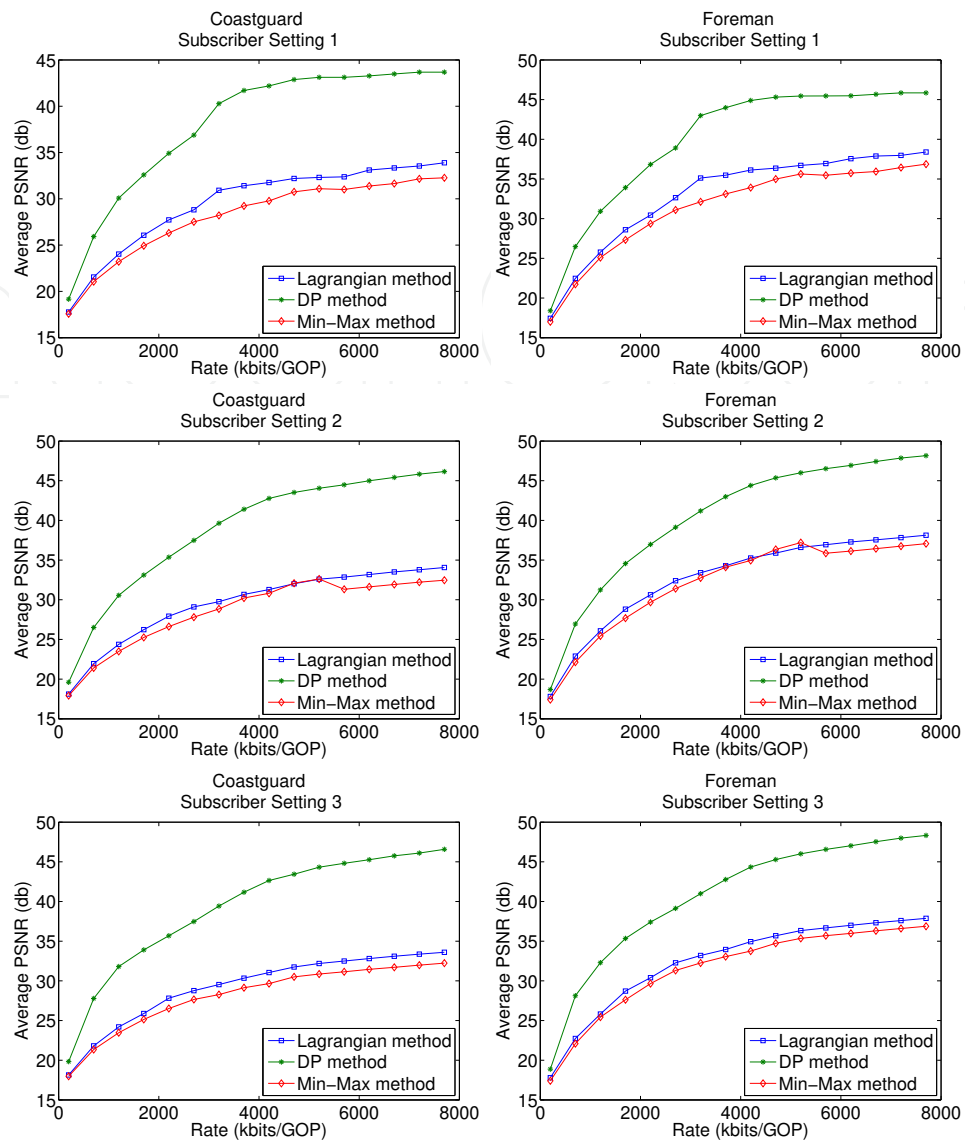 Coastguard
Subscriber Setting 1
45
40
35
30
25
20
15
Average PSNR (db)
Lagrangian method
DP method
Min−Max method
0
2000
4000
6000
8000
Rate (kbits/GOP)
Foreman
Subscriber Setting 1
50
45
40
35
30
25
20
15
Average PSNR (db)
Lagrangian method
DP method
Min−Max method
0
2000
4000
6000
8000
Rate (kbits/GOP)
Coastguard
Subscriber Setting 2
50
45
40
35
30
25
20
15
Average PSNR (db)
Lagrangian method
DP method
Min−Max method
0
2000
4000
6000
8000
Rate (kbits/GOP)
Foreman
Subscriber Setting 2
50
45
40
35
30
25
20
15
Average PSNR (db)
Lagrangian method
DP method
Min−Max method
0
2000
4000
6000
8000
Rate (kbits/GOP)
Coastguard
Subscriber Setting 3
50
45
40
35
30
25
20
15
Average PSNR (db)
Lagrangian method
DP method
Min−Max method
0
2000
4000
6000
8000
Rate (kbits/GOP)
Foreman
Subscriber Setting 3
50
45
40
35
30
25
20
15
Average PSNR (db)
Lagrangian method
DP method
Min−Max method
0
2000
4000
6000
8000
Rate (kbits/GOP)